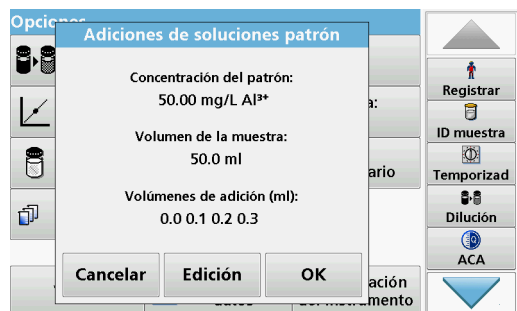 Opcio
Adiciones de soluciones patrón
Concentración del patrón:
50.00 mg/L Al³⁺
Volumen de la muestra:
50.0 ml
Volúmenes de adición (ml):
0.0 0.1 0.2 0.3
Cancelar
Edición
OK
a:
ario
ación
Registrar
ID muestra
Temporizad
Dilución
ACA